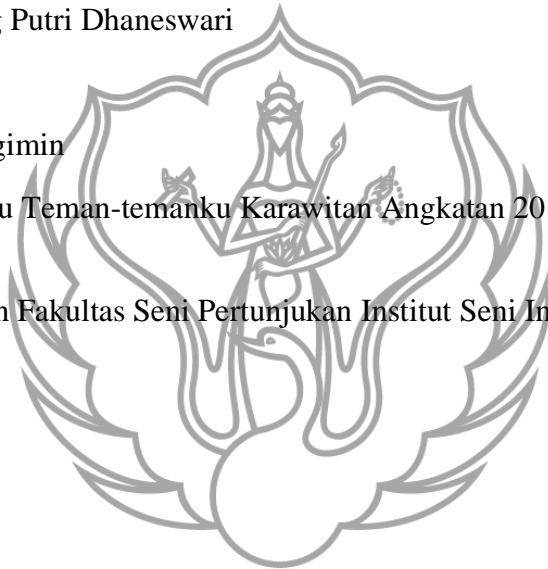 Putri Dhaneswari
gimin
u Teman-temanku Karawitan Angkatan 20
Fakultas Seni Pertunjukan Institut Seni In